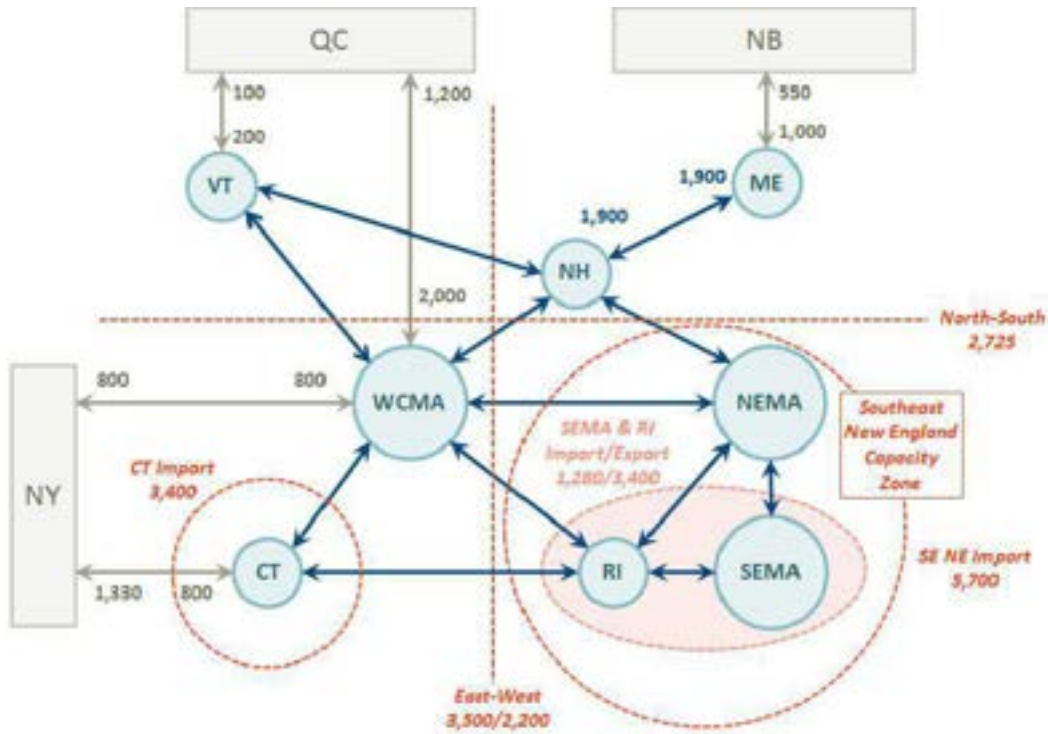 QC
NB
100
1,200
550
200
1,000
VT
1,900
ME
1,900
NH
2,000
North-South
2,725
800
800
WCMA
NEMA
Southeast
New England
Capacity
Zone
SEMA & RI
Import/Export
1,280/3,400
CT Import
3,400
NY
CT
RI
SEMA
SE NE Import
5,700
1,330
800
East-West
3,500/2,200